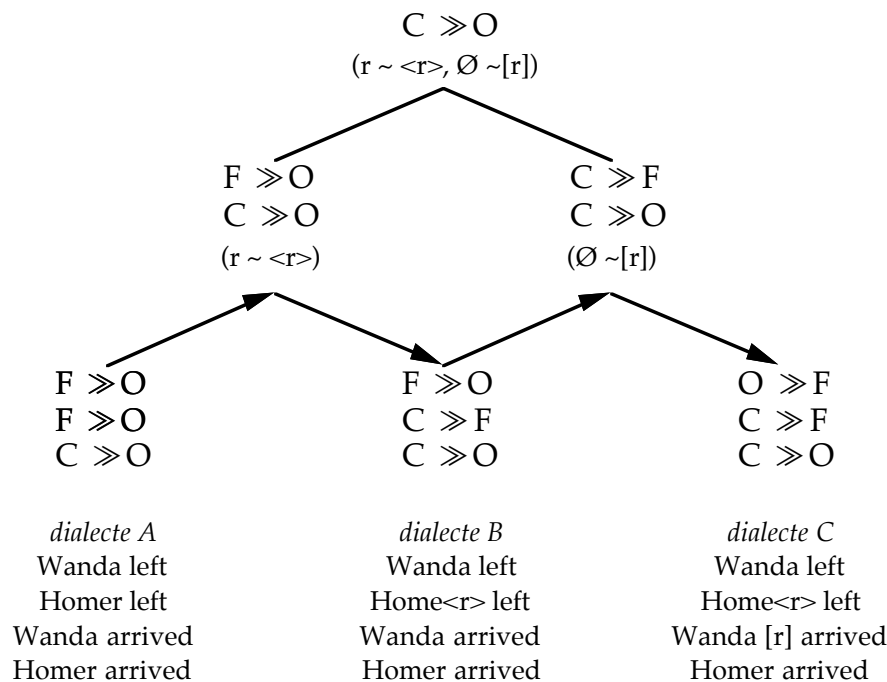 C ≫ O
(r ~ <r>, Ø ~[r])
F ≫ O
C ≫ O
(r ~ <r>)
C ≫ F
C ≫ O
(Ø ~[r])
F ≫ O
F ≫ O
C ≫ O
F ≫ O
C ≫ F
C ≫ O
O ≫ F
C ≫ F
C ≫ O
dialecte A
Wanda left
Homer left
Wanda arrived
Homer arrived
dialecte B
Wanda left
Home<r> left
Wanda arrived
Homer arrived
dialecte C
Wanda left
Home<r> left
Wanda [r] arrived
Homer arrived